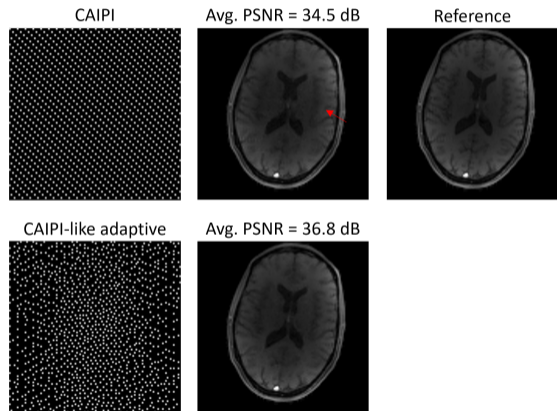 CAIPI
Avg. PSNR = 34.5 dB
Reference
CAIPI-like adaptive
Avg. PSNR = 36.8 dB